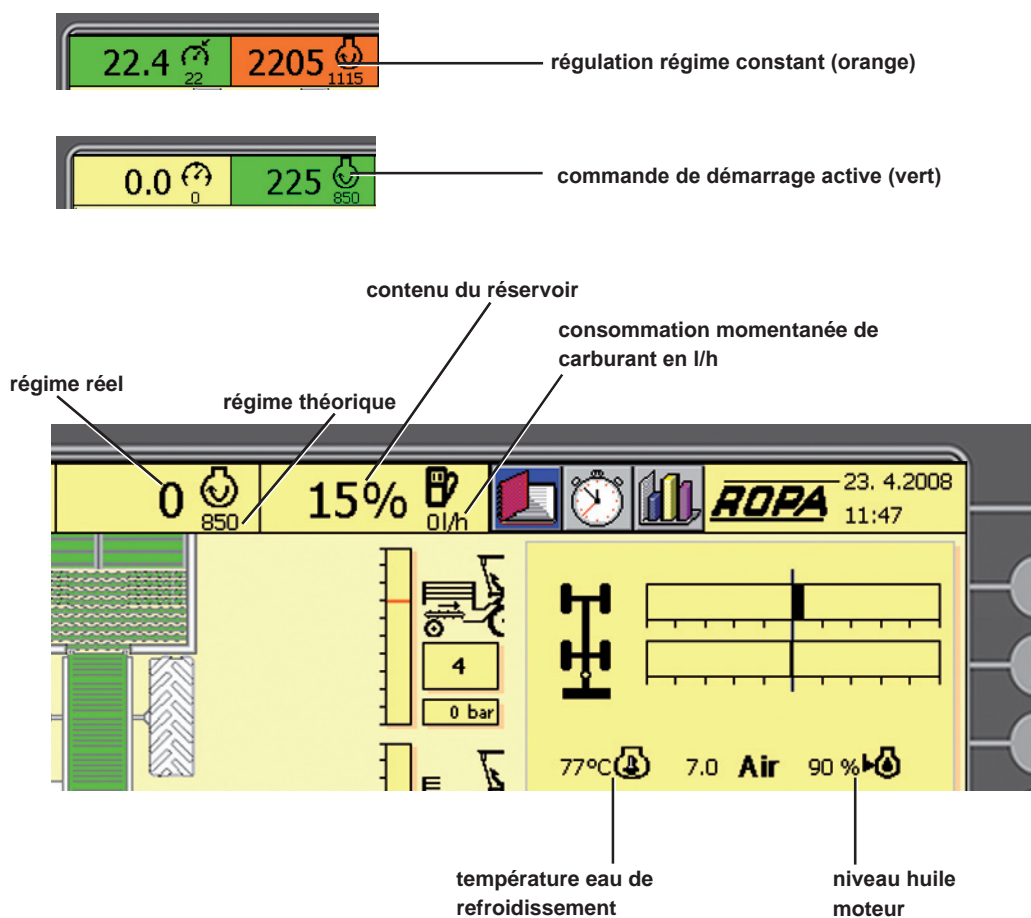 22.4
22
2205
1115
régulation régime constant (orange)
0.0
0
225
850
commande de démarrage active (vert)
contenu du réservoir
consommation momentanée de
carburant en l/h
régime réel
régime théorique
0
850
15%
0 l/h
ROPA
23. 4.2008
11:47
4
0 bar
77°C
7.0 Air
90 %
température eau de
refroidissement
niveau huile
moteur